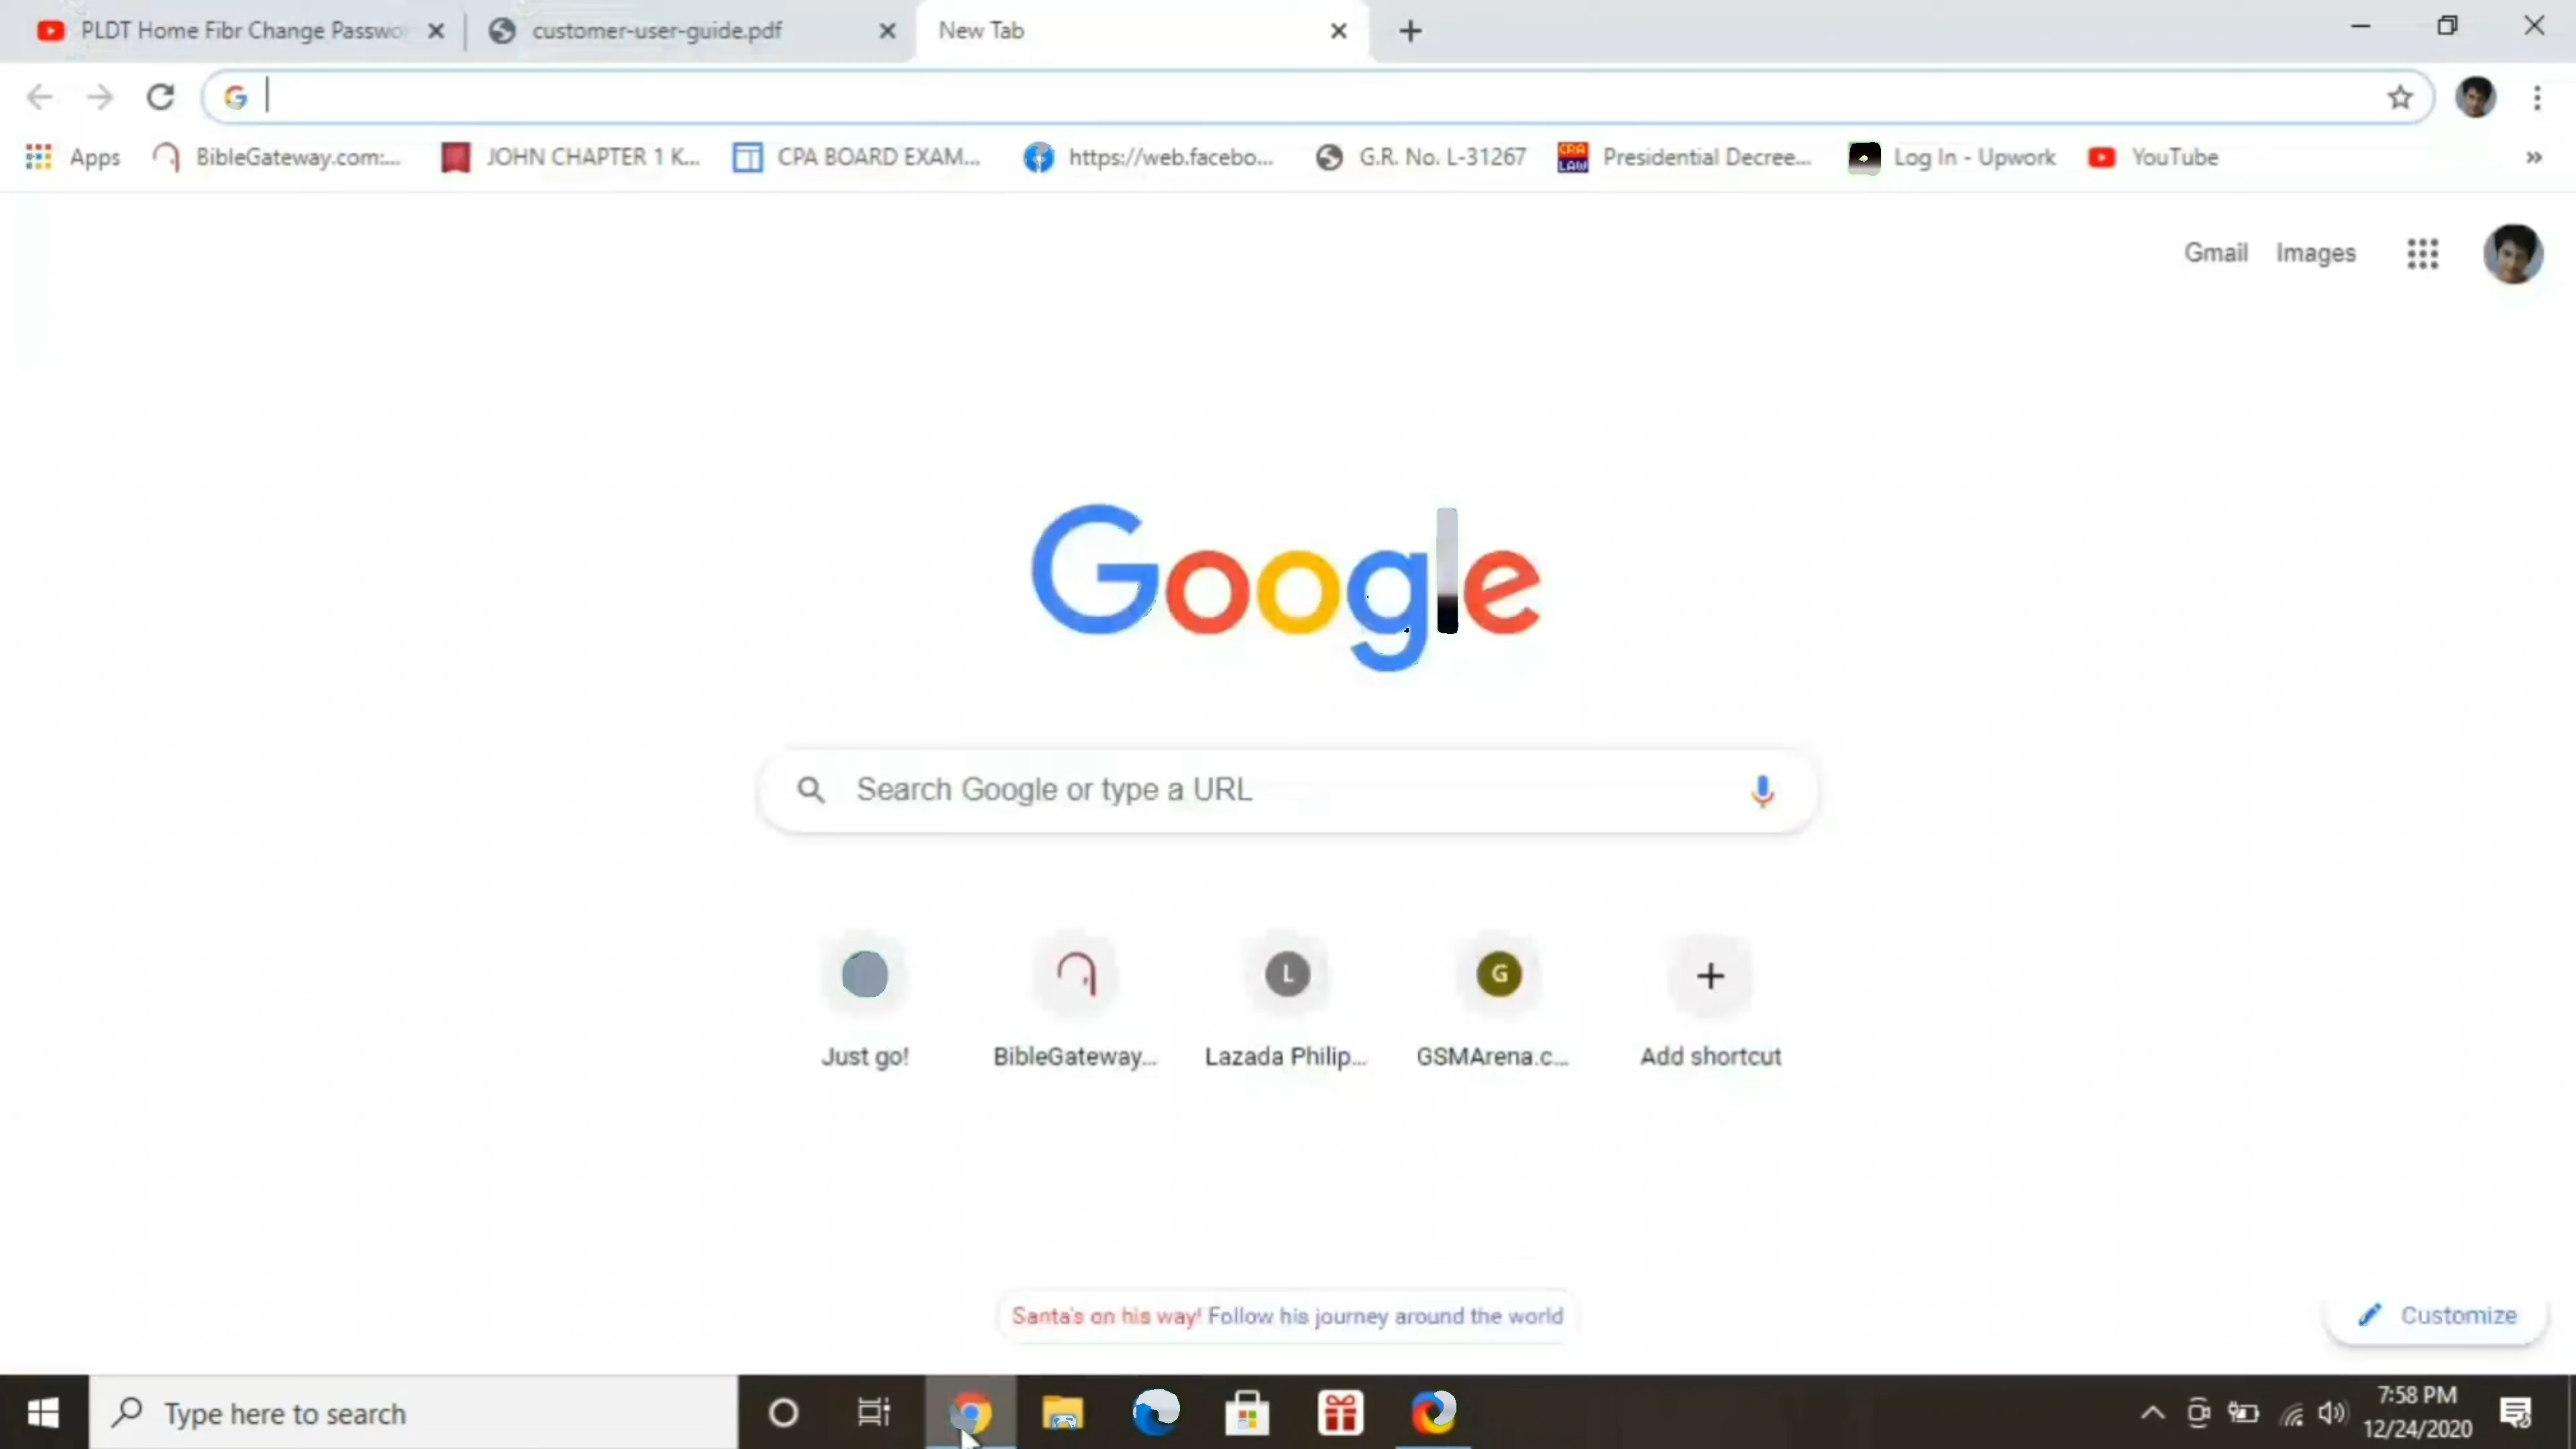 PLDT Home Fibr Change Passwo
customer-user-guide.pdf
New Tab
Apps
BibleGateway.com:...
JOHN CHAPTER 1 K...
CPA BOARD EXAM...
https://web.facebo...
G.R. No. L-31267
CRA
LAW
Presidential Decree...
Log In - Upwork
YouTube
Gmail
Images
Google
Search Google or type a URL
L
G
Just go!
BibleGateway...
Lazada Philip...
GSMArena.c...
Add shortcut
Santa's on his way! Follow his journey around the world
Customize
Type here to search
7:58 PM
12/24/2020